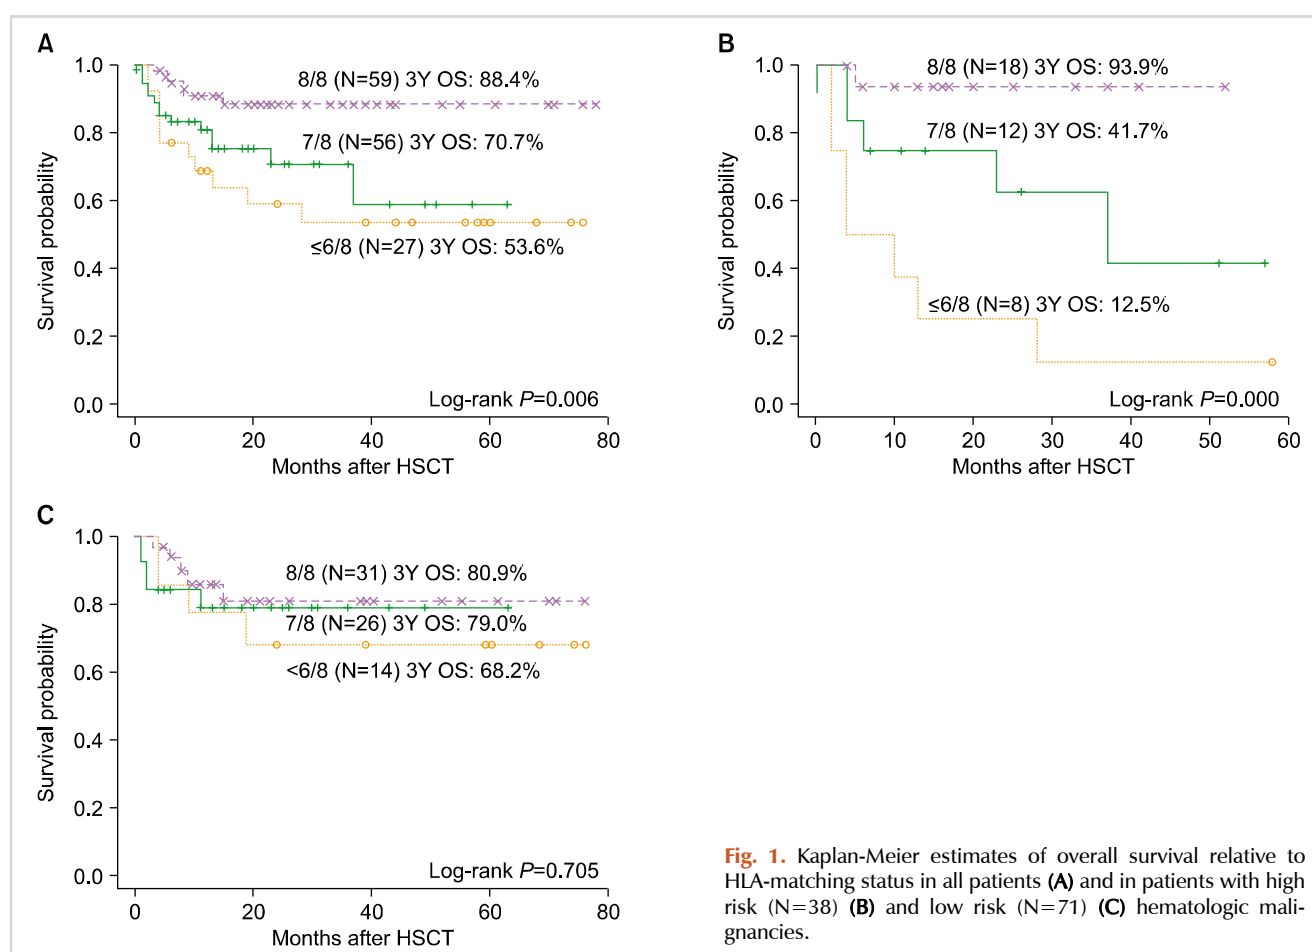 A
1.0
0.8
0.6
0.4
0.2
0.0
Survival probability
8/8 (N=59) 3Y OS: 88.4%
7/8 (N=56) 3Y OS: 70.7%
≤6/8 (N=27) 3Y OS: 53.6%
Log-rank P=0.006
0 20 40 60 80
Months after HSCT
B
1.0
0.8
0.6
0.4
0.2
0.0
Survival probability
8/8 (N=18) 3Y OS: 93.9%
7/8 (N=12) 3Y OS: 41.7%
≤6/8 (N=8) 3Y OS: 12.5%
Log-rank P=0.000
0 10 20 30 40 50 60
Months after HSCT
C
1.0
0.8
0.6
0.4
0.2
0.0
Survival probability
8/8 (N=31) 3Y OS: 80.9%
7/8 (N=26) 3Y OS: 79.0%
<6/8 (N=14) 3Y OS: 68.2%
Log-rank P=0.705
0 20 40 60 80
Months after HSCT
Fig. 1. Kaplan-Meier estimates of overall survival relative to
HLA-matching status in all patients (A) and in patients with high
risk (N=38) (B) and low risk (N=71) (C) hematologic mali-
gnancies.